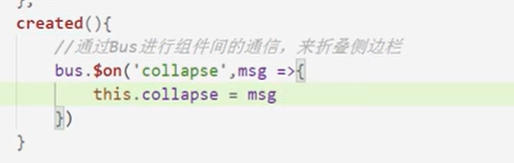 },
created(){
//通过Bus进行组件间的通信，来折叠侧边栏
bus.$on('collapse',msg =>{
this.collapse = msg
})
}